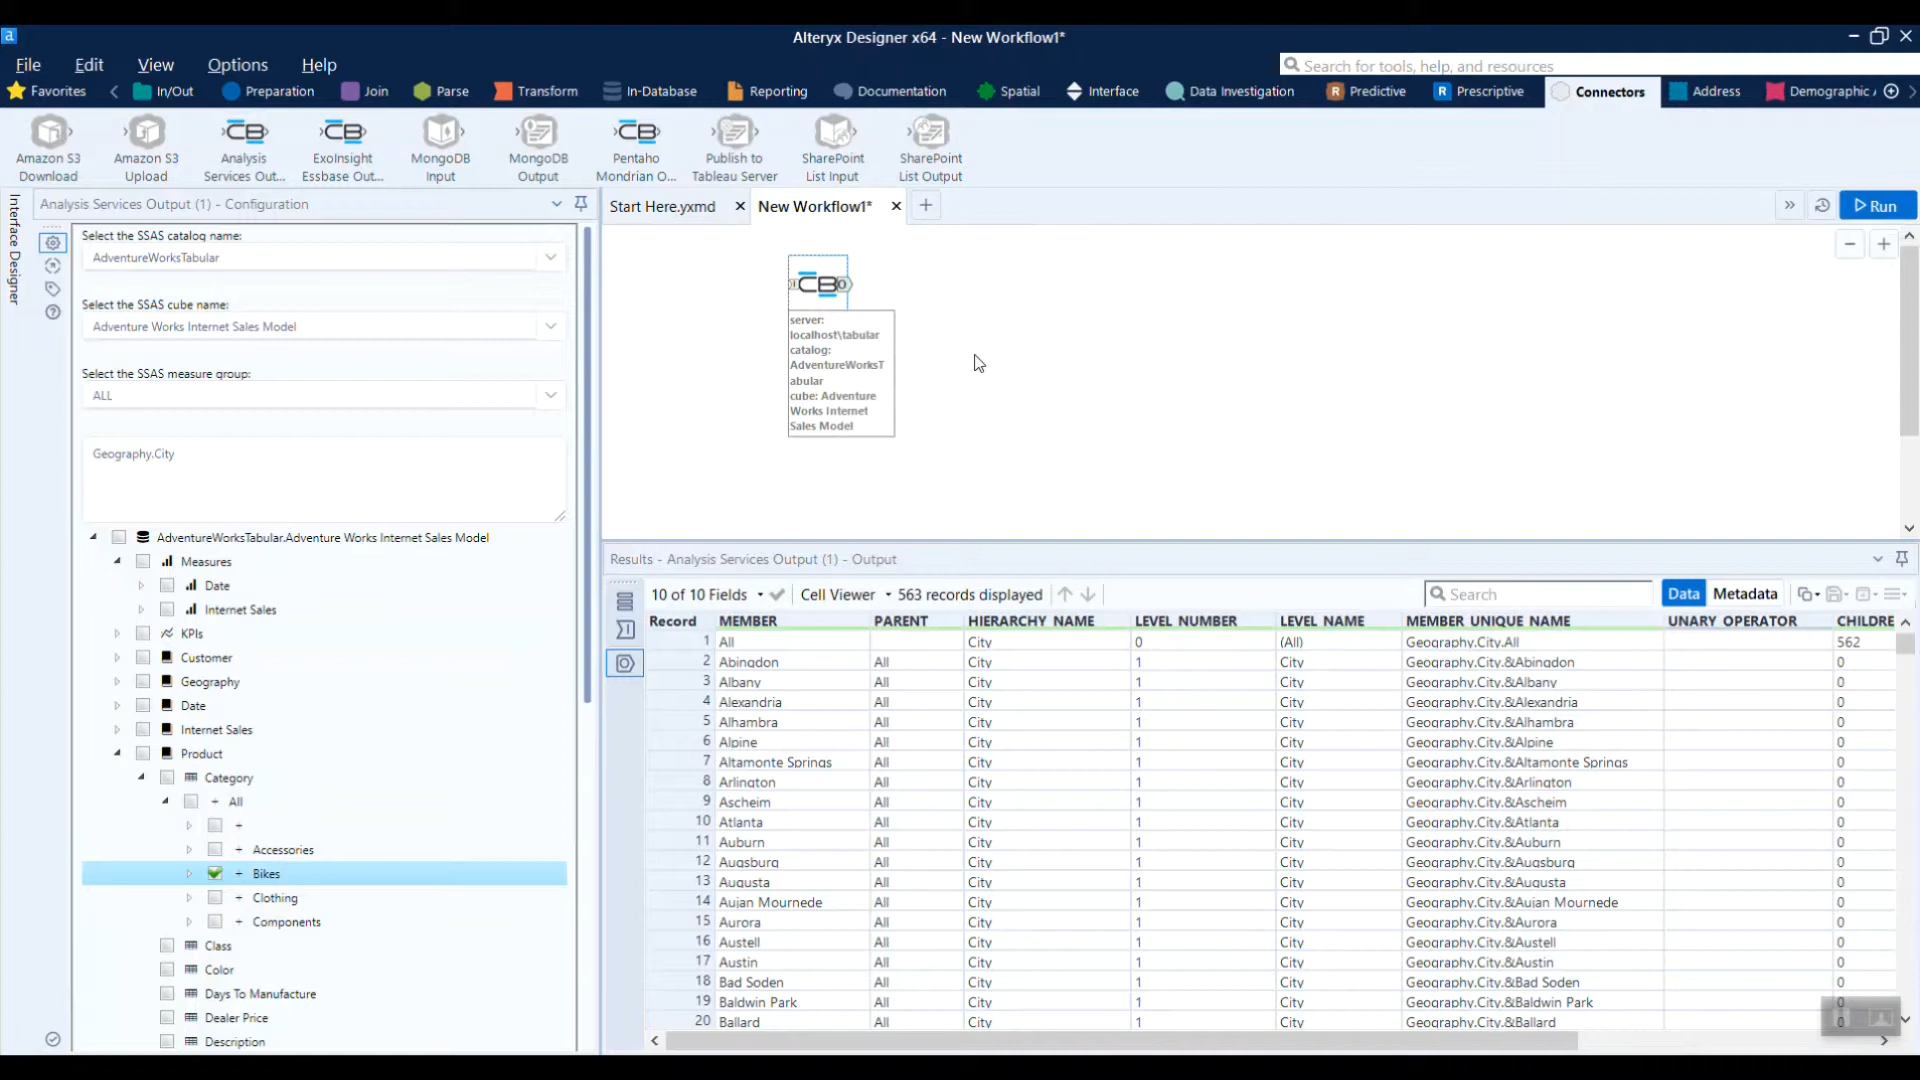 a
Alteryx Designer x64 - New Workflow1*
File Edit View Options Help
Search for tools, help, and resources
Favorites In/Out Preparation Join Parse Transform In-Database Reporting Documentation Spatial Interface Data Investigation R Predictive R Prescriptive Connectors Address Demographic
Amazon S3 Download
Amazon S3 Upload
CB Analysis Services Out...
CB ExoInsight Essbase Out...
MongoDB Input
MongoDB Output
CB Pentaho Mondrian O...
Publish to Tableau Server
SharePoint List Input
SharePoint List Output
Interface Designer
Analysis Services Output (1) - Configuration
Start Here.yxmd New Workflow1*
Run
Select the SSAS catalog name:
AdventureWorksTabular
Select the SSAS cube name:
Adventure Works Internet Sales Model
Select the SSAS measure group:
ALL
Geography.City
AdventureWorksTabular.Adventure Works Internet Sales Model
Measures
Date
Internet Sales
KPIs
Customer
Geography
Date
Internet Sales
Product
Category
+ All
+
+ Accessories
+ Bikes
+ Clothing
+ Components
Class
Color
Days To Manufacture
Dealer Price
Description
CB
server:
localhost\tabular
catalog:
AdventureWorksT
abular
cube: Adventure
Works Internet
Sales Model
Results - Analysis Services Output (1) - Output
10 of 10 Fields Cell Viewer 563 records displayed Search Data Metadata
Record MEMBER PARENT HIERARCHY NAME LEVEL NUMBER LEVEL NAME MEMBER UNIQUE NAME UNARY OPERATOR CHILDRE
1 All City 0 (All) Geography.City.All 562
2 Abingdon All City 1 City Geography.City.&Abingdon 0
3 Albany All City 1 City Geography.City.&Albany 0
4 Alexandria All City 1 City Geography.City.&Alexandria 0
5 Alhambra All City 1 City Geography.City.&Alhambra 0
6 Alpine All City 1 City Geography.City.&Alpine 0
7 Altamonte Springs All City 1 City Geography.City.&Altamonte Springs 0
8 Arlington All City 1 City Geography.City.&Arlington 0
9 Ascheim All City 1 City Geography.City.&Ascheim 0
10 Atlanta All City 1 City Geography.City.&Atlanta 0
11 Auburn All City 1 City Geography.City.&Auburn 0
12 Augsburg All City 1 City Geography.City.&Augsburg 0
13 Augusta All City 1 City Geography.City.&Augusta 0
14 Aujan Mournede All City 1 City Geography.City.&Aujan Mournede 0
15 Aurora All City 1 City Geography.City.&Aurora 0
16 Austell All City 1 City Geography.City.&Austell 0
17 Austin All City 1 City Geography.City.&Austin 0
18 Bad Soden All City 1 City Geography.City.&Bad Soden 0
19 Baldwin Park All City 1 City Geography.City.&Baldwin Park 0
20 Ballard All City 1 City Geography.City.&Ballard